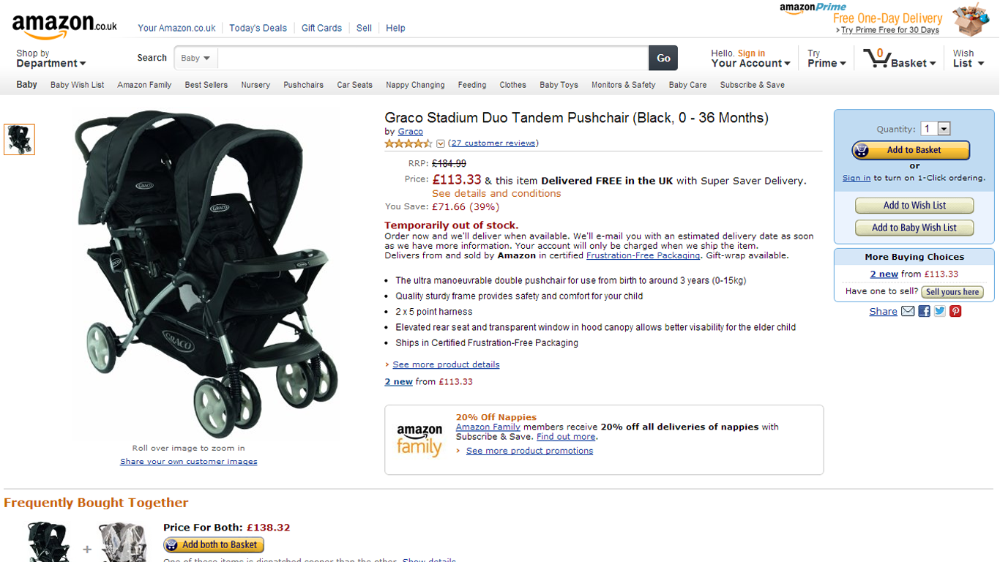 amazon.co.uk
Your Amazon.co.uk
Today's Deals
Gift Cards
Sell
Help
amazonPrime
Free One-Day Delivery
› Try Prime Free for 30 Days
Shop by
Department
Search
Baby
Go
Hello. Sign in
Your Account
Try
Prime
0
Basket
Wish
List
Baby
Baby Wish List
Amazon Family
Best Sellers
Nursery
Pushchairs
Car Seats
Nappy Changing
Feeding
Clothes
Baby Toys
Monitors & Safety
Baby Care
Subscribe & Save
GRACO
GRACO
GRACO
Roll over image to zoom in
Share your own customer images
Graco Stadium Duo Tandem Pushchair (Black, 0 - 36 Months)
by Graco
(27 customer reviews)
RRP: £184.99
Price: £113.33 & this item Delivered FREE in the UK with Super Saver Delivery.
See details and conditions
You Save: £71.66 (39%)
Temporarily out of stock.
Order now and we'll deliver when available. We'll e-mail you with an estimated delivery date as soon
as we have more information. Your account will only be charged when we ship the item.
Delivers from and sold by Amazon in certified Frustration-Free Packaging. Gift-wrap available.
• The ultra manoeuvrable double pushchair for use from birth to around 3 years (0-15kg)
• Quality sturdy frame provides safety and comfort for your child
• 2 x 5 point harness
• Elevated rear seat and transparent window in hood canopy allows better visability for the elder child
• Ships in Certified Frustration-Free Packaging
› See more product details
2 new from £113.33
amazon
family
20% Off Nappies
Amazon Family members receive 20% off all deliveries of nappies with
Subscribe & Save. Find out more.
› See more product promotions
Quantity: 1
Add to Basket
or
Sign in to turn on 1-Click ordering.
Add to Wish List
Add to Baby Wish List
More Buying Choices
2 new from £113.33
Have one to sell? Sell yours here
Share
Frequently Bought Together
+
Price For Both: £138.32
Add both to Basket
One of these items is dispatched sooner than the other. Show details